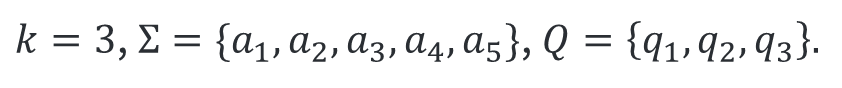 k = 3, Σ = {a₁, a₂, a₃, a₄, a₅}, Q = {q₁, q₂, q₃}.